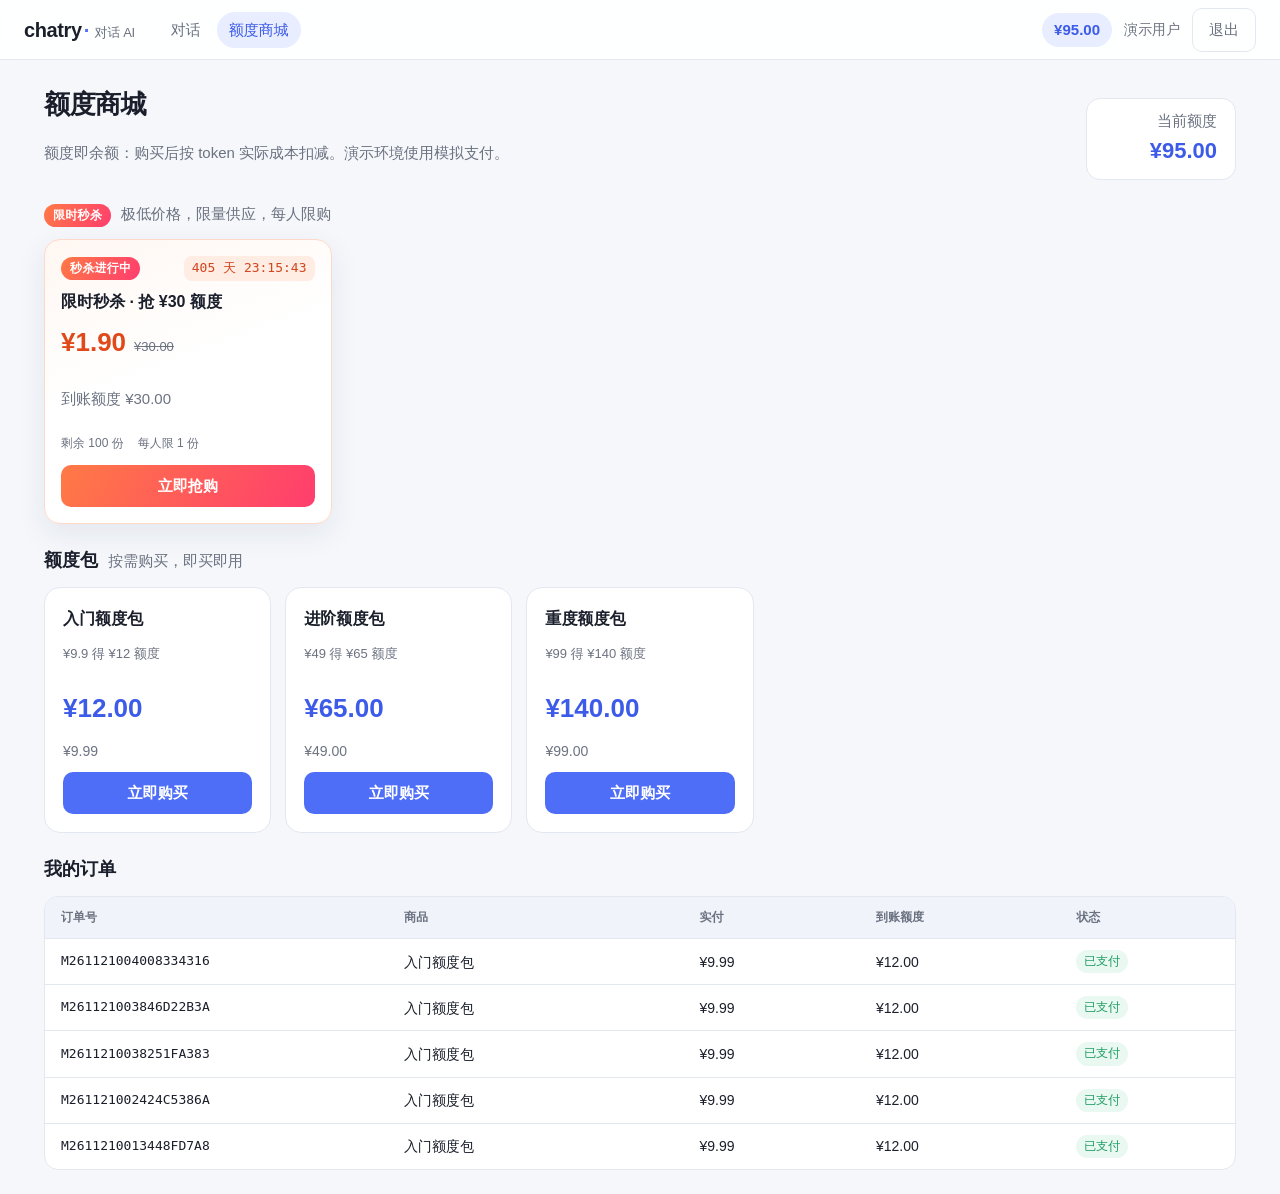 chatry · 对话 AI 对话 额度商城 ¥95.00 演示用户 退出
额度商城
额度即余额：购买后按 token 实际成本扣减。演示环境使用模拟支付。
当前额度
¥95.00
限时秒杀 极低价格，限量供应，每人限购
秒杀进行中 405 天 23:15:43
限时秒杀 · 抢 ¥30 额度
¥1.90 ¥30.00
到账额度 ¥30.00
剩余 100 份 每人限 1 份
立即抢购
额度包 按需购买，即买即用
入门额度包
¥9.9 得 ¥12 额度
¥12.00
¥9.99
立即购买
进阶额度包
¥49 得 ¥65 额度
¥65.00
¥49.00
立即购买
重度额度包
¥99 得 ¥140 额度
¥140.00
¥99.00
立即购买
我的订单
订单号 商品 实付 到账额度 状态
M261121004008334316 入门额度包 ¥9.99 ¥12.00 已支付
M261121003846D22B3A 入门额度包 ¥9.99 ¥12.00 已支付
M2611210038251FA383 入门额度包 ¥9.99 ¥12.00 已支付
M261121002424C5386A 入门额度包 ¥9.99 ¥12.00 已支付
M2611210013448FD7A8 入门额度包 ¥9.99 ¥12.00 已支付